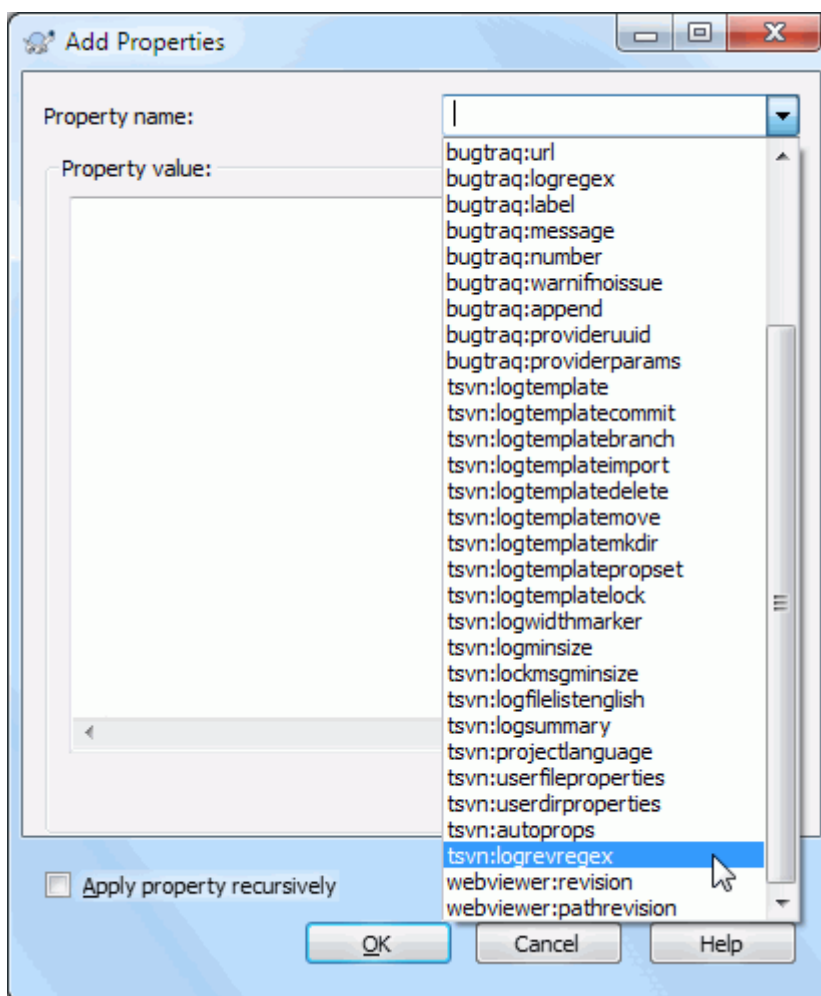 Add Properties
Property name:
Property value:
bugtraq:url
bugtraq:logregex
bugtraq:label
bugtraq:message
bugtraq:number
bugtraq:warnifnoissue
bugtraq:append
bugtraq:provideruuid
bugtraq:providerparams
tsvn:logtemplate
tsvn:logtemplatecommit
tsvn:logtemplatebranch
tsvn:logtemplateimport
tsvn:logtemplatedelete
tsvn:logtemplatemove
tsvn:logtemplatemkdir
tsvn:logtemplatepropset
tsvn:logtemplatelock
tsvn:logwidthmarker
tsvn:logminsize
tsvn:lockmsgminsize
tsvn:logfilelistenglish
tsvn:logsummary
tsvn:projectlanguage
tsvn:userfileproperties
tsvn:userdirproperties
tsvn:autoprops
tsvn:logrevregex
webviewer:revision
webviewer:pathrevision
Apply property recursively
OK Cancel Help